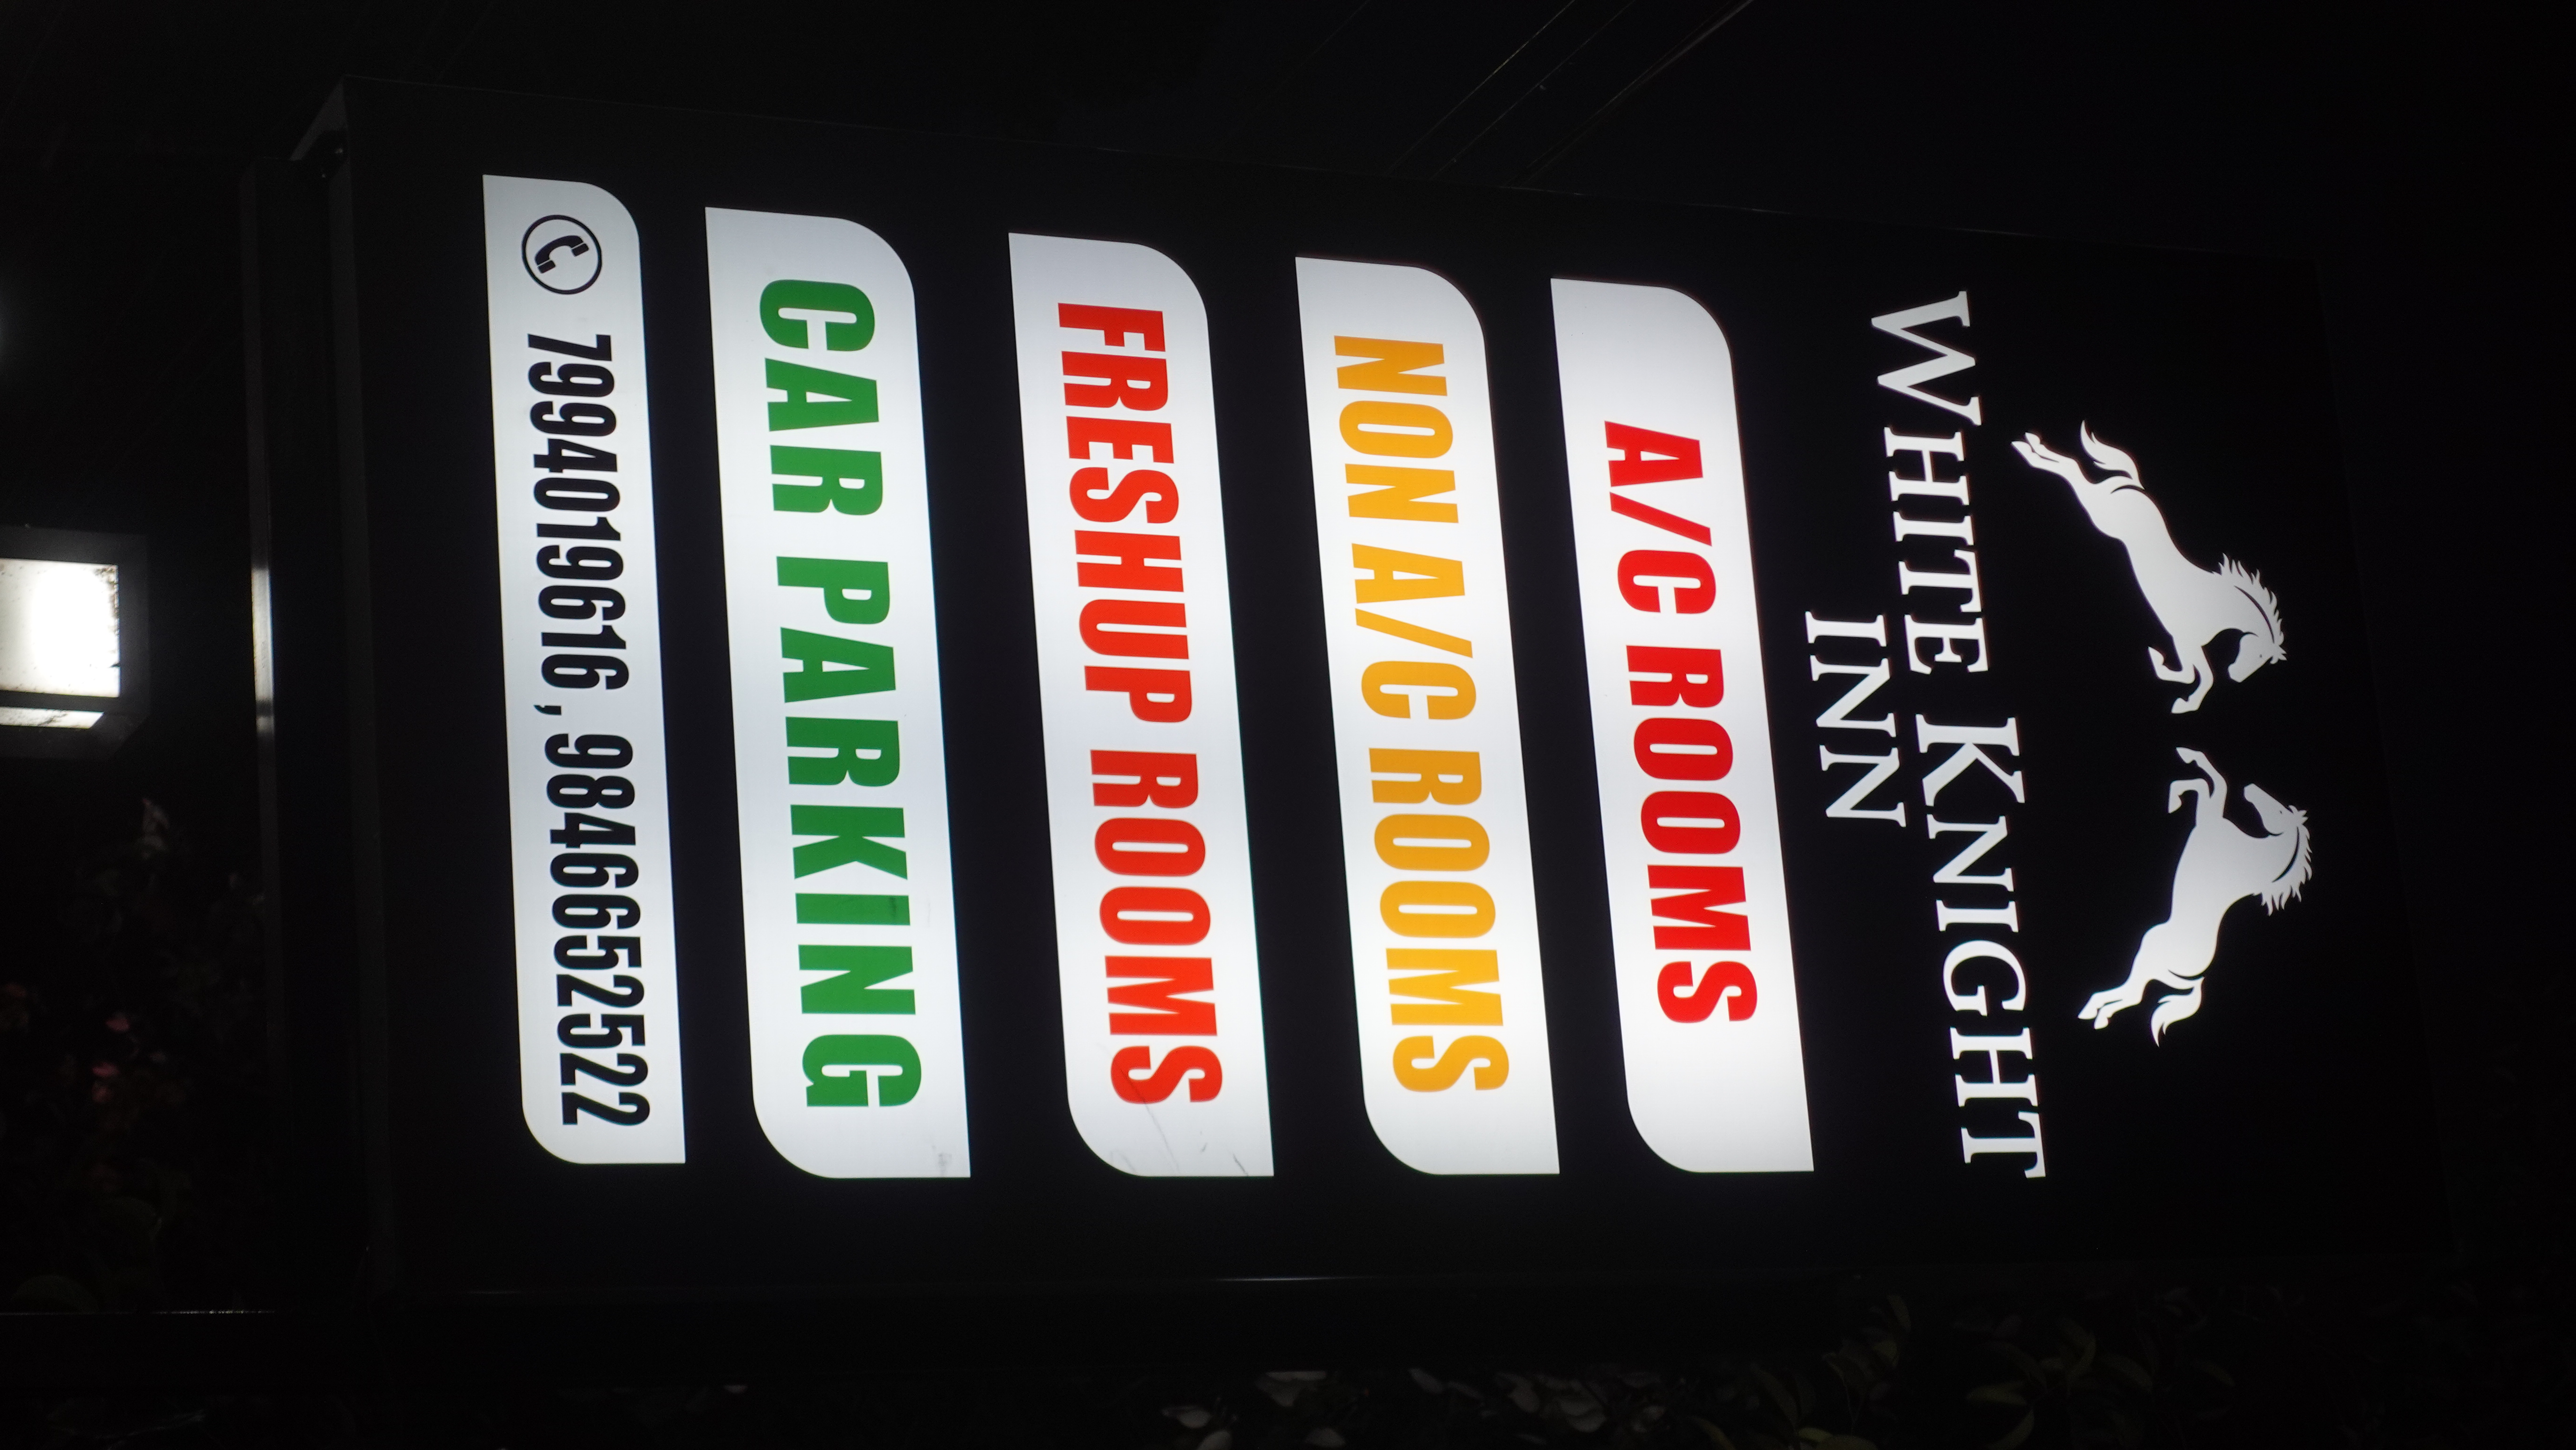 WHITE KNIGHT
INN
A/C ROOMS
NON A/C ROOMS
FRESHUP ROOMS
CAR PARKING
7994019616, 9846652522